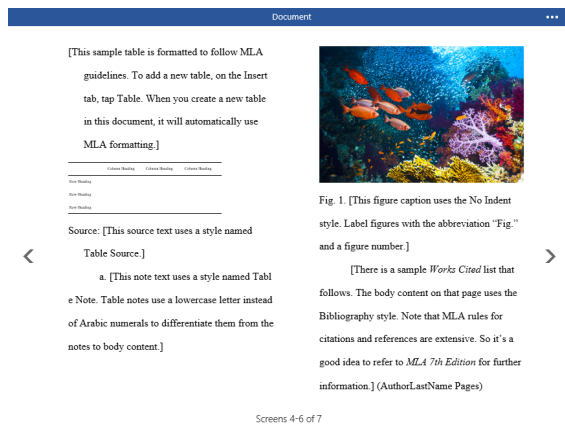 Document
[This sample table is formatted to follow MLA
guidelines. To add a new table, on the Insert
tab, tap Table. When you create a new table
in this document, it will automatically use
MLA formatting.]
Column Heading Column Heading Column Heading
Row Heading
Row Heading
Row Heading
Source: [This source text uses a style named
Table Source.]
a. [This note text uses a style named Tabl
e Note. Table notes use a lowercase letter instead
of Arabic numerals to differentiate them from the
notes to body content.]
Fig. 1. [This figure caption uses the No Indent
style. Label figures with the abbreviation “Fig.”
and a figure number.]
[There is a sample Works Cited list that
follows. The body content on that page uses the
Bibliography style. Note that MLA rules for
citations and references are extensive. So it’s a
good idea to refer to MLA 7th Edition for further
information.] (AuthorLastName Pages)
Screens 4-6 of 7